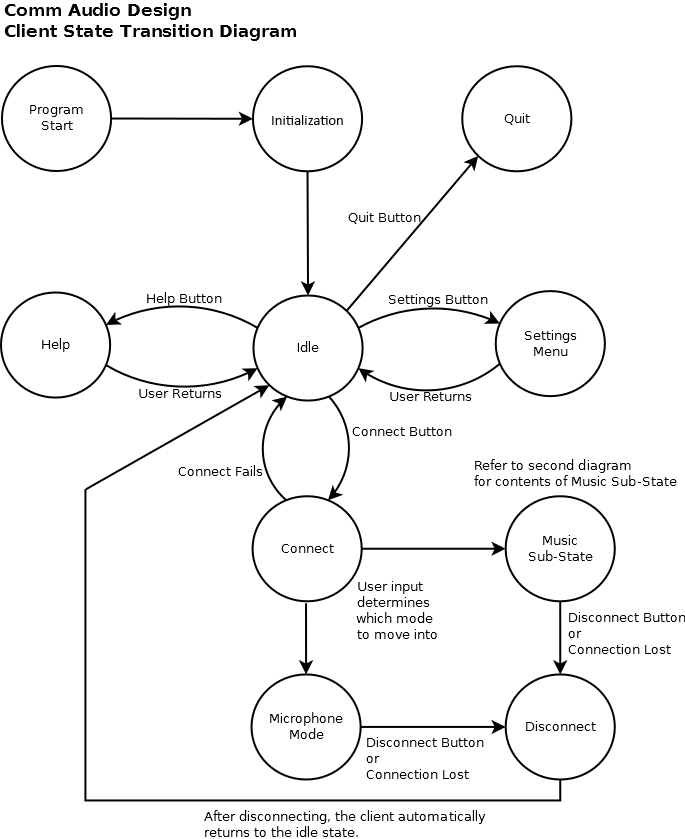 Comm Audio Design
Client State Transition Diagram
Program
Start
Initialization
Quit
Quit Button
Help Button
Settings Button
Help
Idle
Settings
Menu
User Returns
User Returns
Connect Button
Connect Fails
Refer to second diagram
for contents of Music Sub-State
Connect
Music
Sub-State
User input
determines
which mode
to move into
Disconnect Button
or
Connection Lost
Microphone
Mode
Disconnect
Disconnect Button
or
Connection Lost
After disconnecting, the client automatically
returns to the idle state.